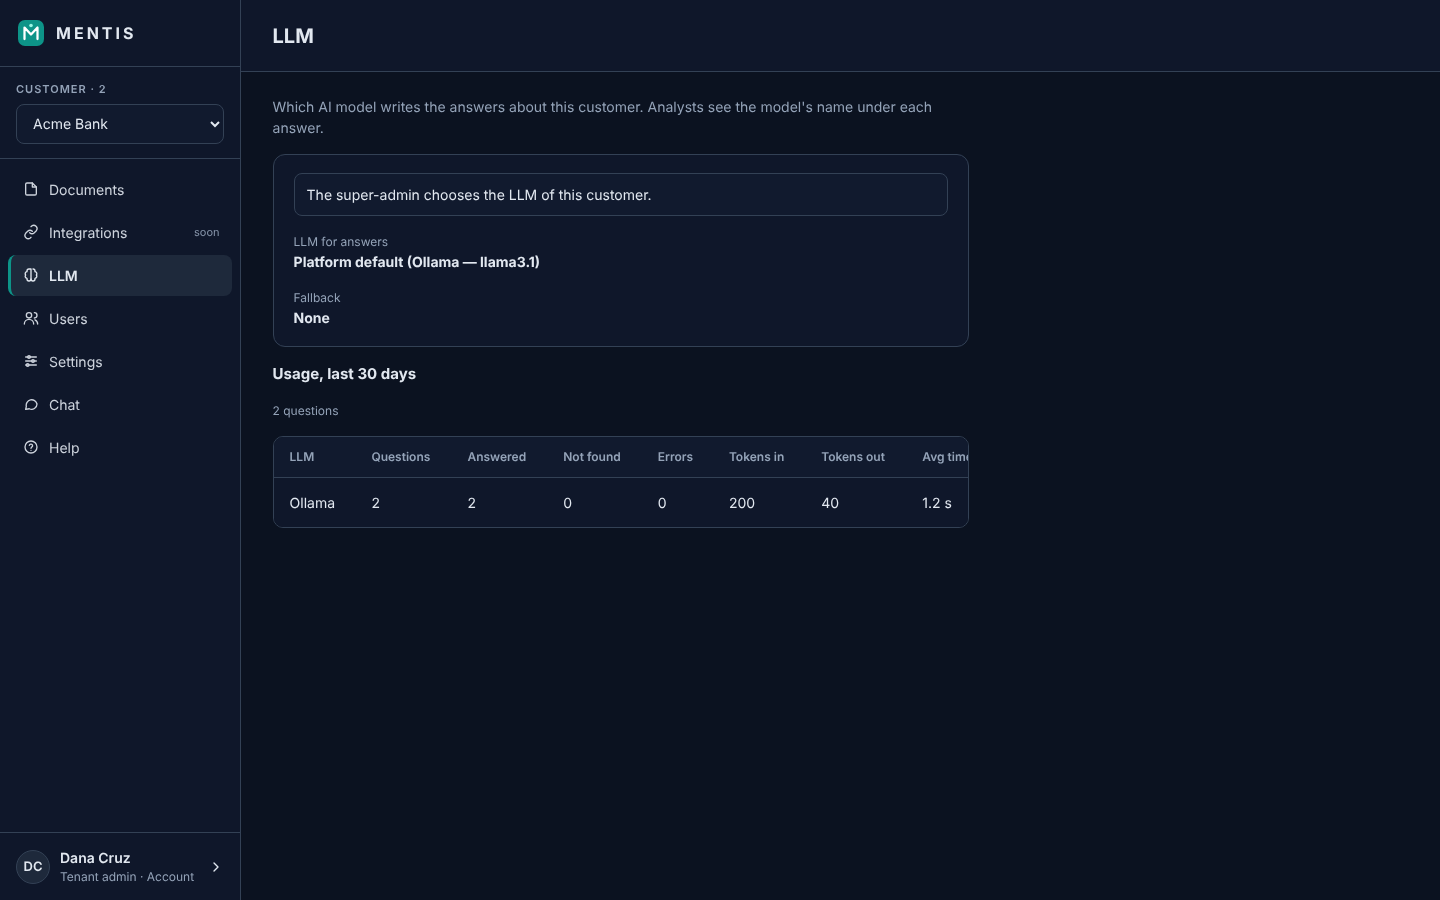 MENTIS
CUSTOMER · 2
Acme Bank
Documents
Integrations soon
LLM
Users
Settings
Chat
Help
DC
Dana Cruz
Tenant admin · Account
LLM
Which AI model writes the answers about this customer. Analysts see the model's name under each
answer.
The super-admin chooses the LLM of this customer.
LLM for answers
Platform default (Ollama — llama3.1)
Fallback
None
Usage, last 30 days
2 questions
LLM Questions Answered Not found Errors Tokens in Tokens out Avg time
Ollama 2 2 0 0 200 40 1.2 s